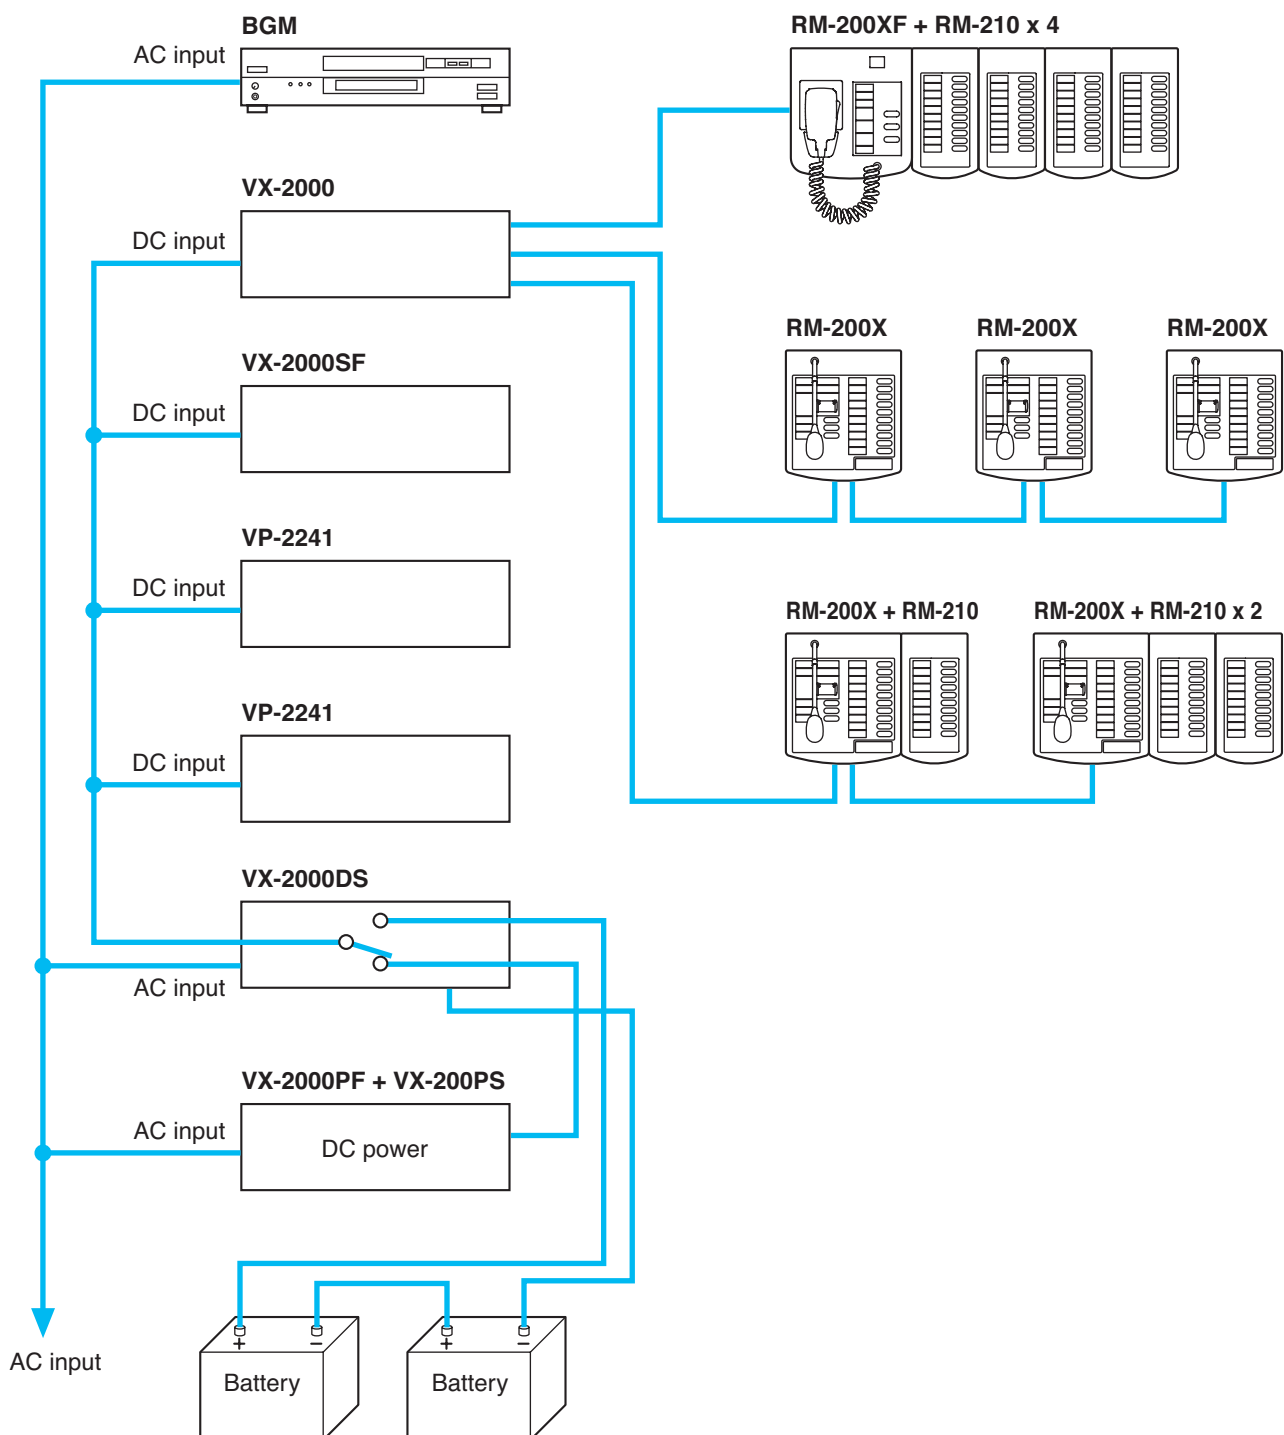 BGM
AC input
RM-200XF + RM-210 x 4
VX-2000
DC input
RM-200X
RM-200X
RM-200X
VX-2000SF
DC input
VP-2241
DC input
RM-200X + RM-210
RM-200X + RM-210 x 2
VP-2241
DC input
VX-2000DS
AC input
VX-2000PF + VX-200PS
AC input
DC power
+
–
+
–
AC input
Battery
Battery